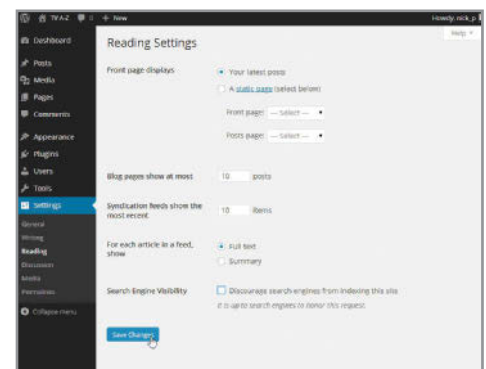 TV A-Z
+ New
Howdy, nick_p
Help
Dashboard
Posts
Media
Pages
Comments
Appearance
Plugins
Users
Tools
Settings
General
Writing
Reading
Discussion
Media
Permalinks
Collapse menu
Reading Settings
Front page displays
Your latest posts
A static page (select below)
Front page: — Select —
Posts page: — Select —
Blog pages show at most
10 posts
Syndication feeds show the
most recent
10 items
For each article in a feed,
show
Full text
Summary
Search Engine Visibility
Discourage search engines from indexing this site
It is up to search engines to honor this request.
Save Changes